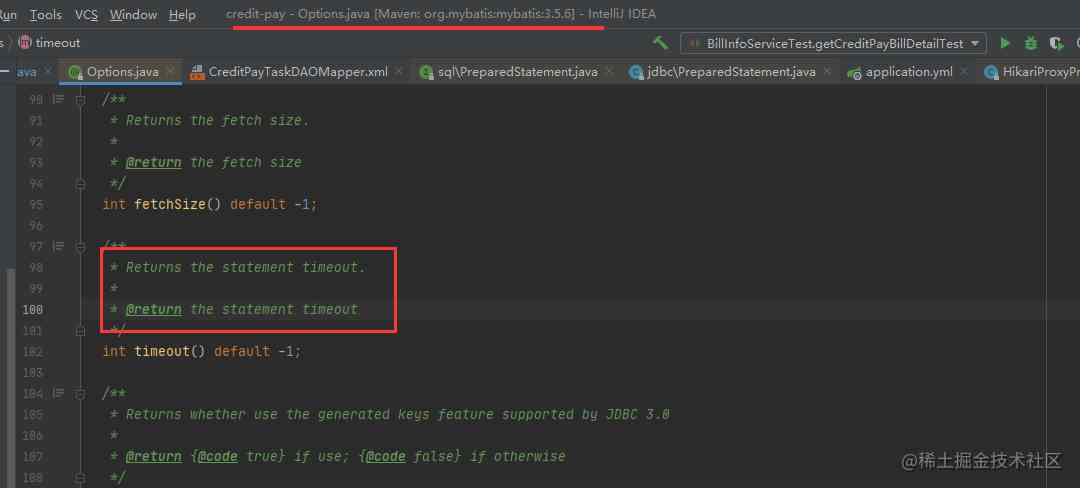 Run Tools VCS Window Help credit-pay - Options.java [Maven: org.mybatis:mybatis:3.5.6] - IntelliJ IDEA
s › timeout BillInfoServiceTest.getCreditPayBillDetailTest
ava × Options.java × CreditPayTaskDAOMapper.xml × sql\PreparedStatement.java × jdbc\PreparedStatement.java × application.yml × HikariProxyPr
90 /**
91 * Returns the fetch size.
92 *
93 * @return the fetch size
94 */
95 int fetchSize() default -1;
96
97 /**
98 * Returns the statement timeout.
99 *
100 * @return the statement timeout
101 */
102 int timeout() default -1;
103
104 /**
105 * Returns whether use the generated keys feature supported by JDBC 3.0
106 *
107 * @return {@code true} if use; {@code false} if otherwise
108 */
@稀土掘金技术社区